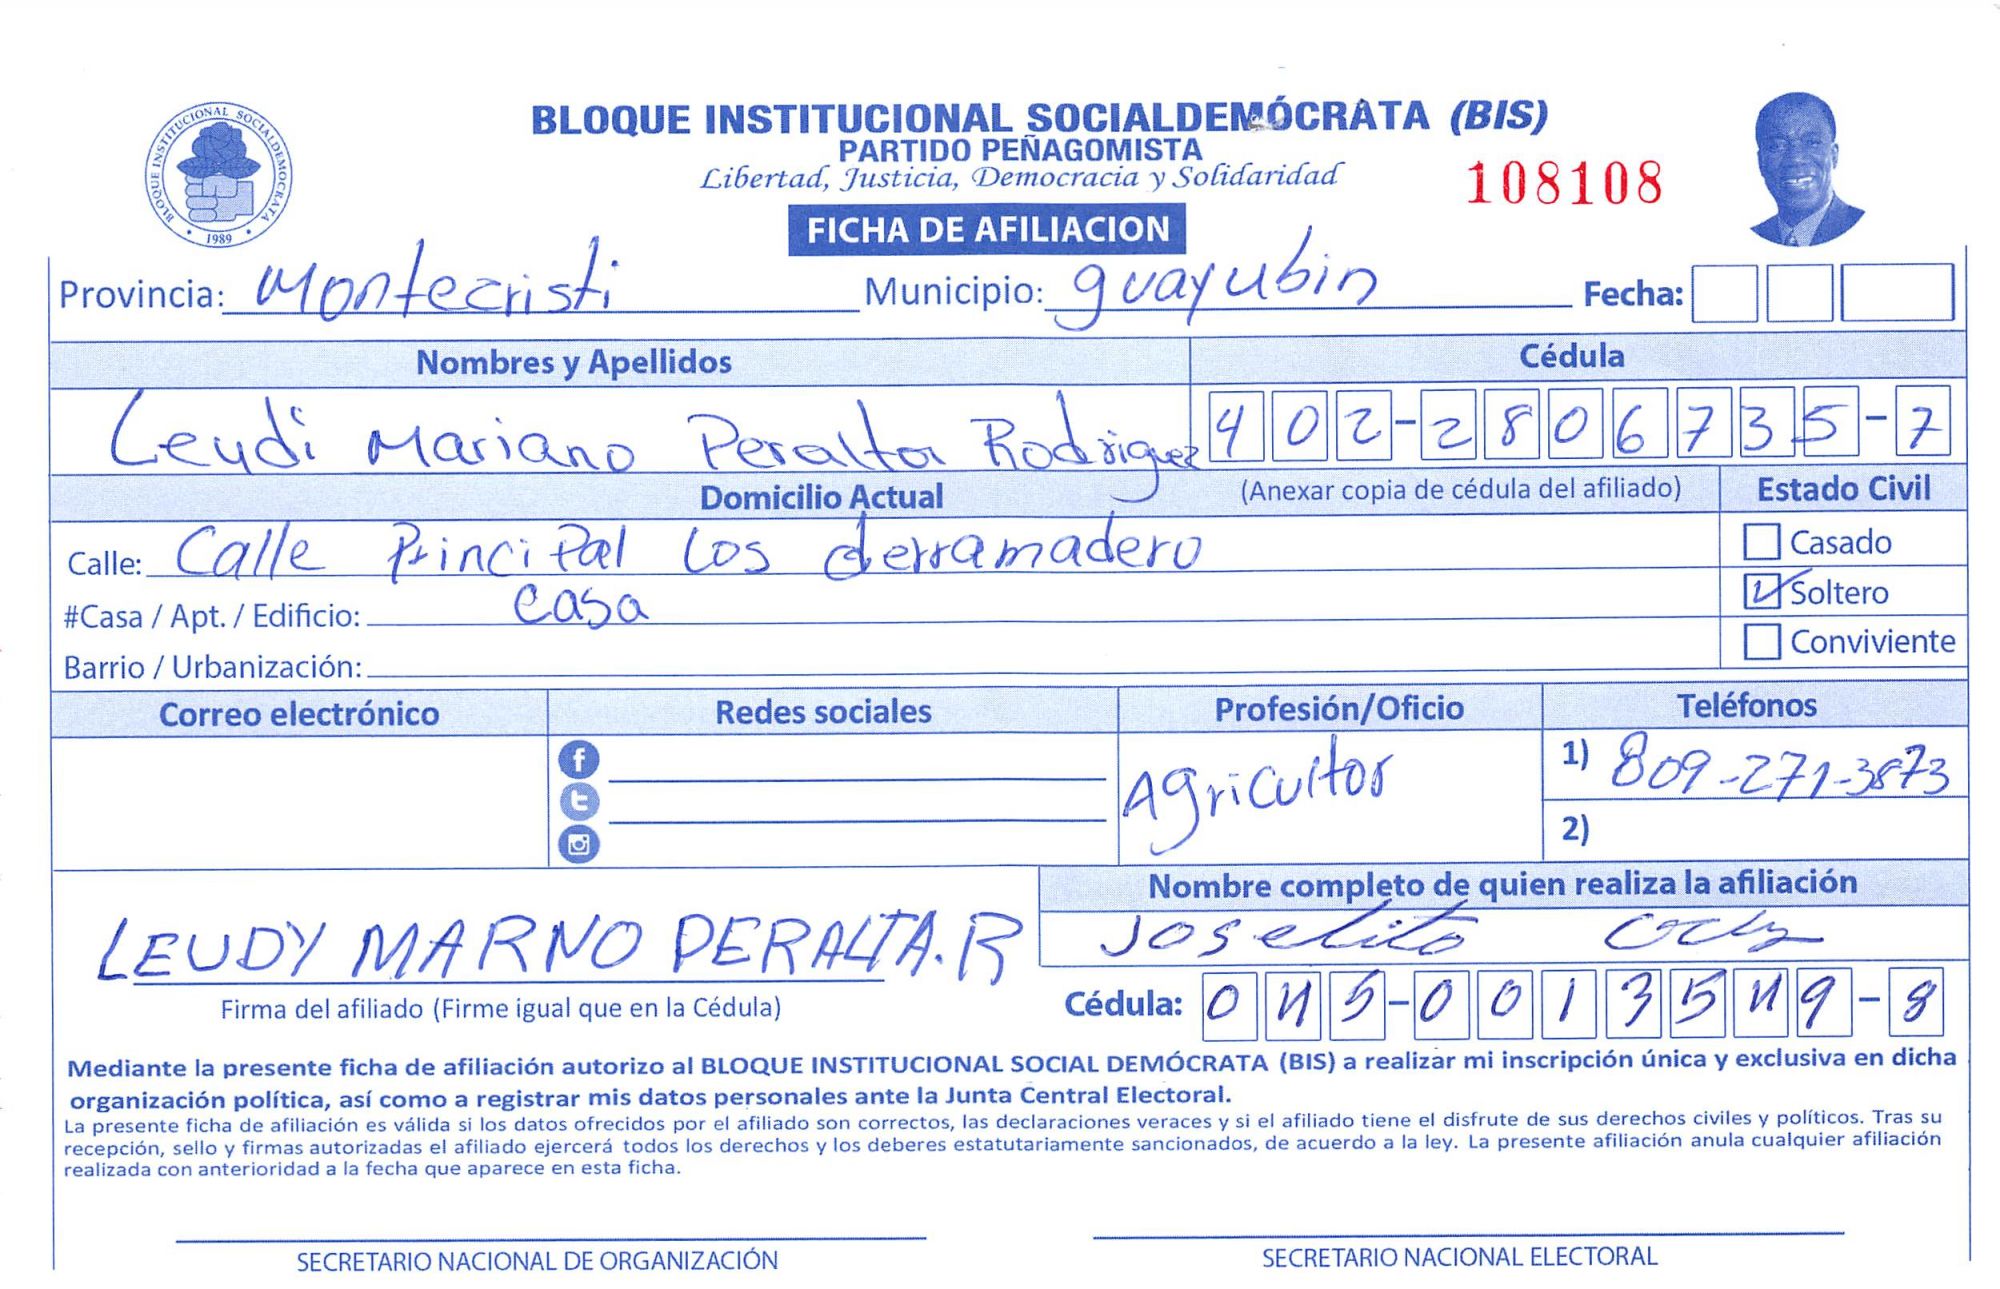 BLOQUE INSTITUCIONAL SOCIALDEMOCRATA
1989
BLOQUE INSTITUCIONAL SOCIALDEMÓCRATA (BIS)
PARTIDO PEÑAGOMISTA
Libertad, Justicia, Democracia y Solidaridad
108108
FICHA DE AFILIACION
Provincia: Montecristi Municipio: guayubin Fecha:
Nombres y Apellidos Cédula
Leudi Mariano Peralta Rodriguez 402-2806735-7
Domicilio Actual (Anexar copia de cédula del afiliado) Estado Civil
Calle: Calle Principal Los derramadero Casado
#Casa / Apt. / Edificio: casa Soltero
Barrio / Urbanización: Conviviente
Correo electrónico Redes sociales Profesión/Oficio Teléfonos
Agricultor 1) 809-271-3873
2)
Nombre completo de quien realiza la afiliación
LEUDY MARNO PERALTA.R Joselito
Firma del afiliado (Firme igual que en la Cédula) Cédula: 045-0013549-8
Mediante la presente ficha de afiliación autorizo al BLOQUE INSTITUCIONAL SOCIAL DEMÓCRATA (BIS) a realizar mi inscripción única y exclusiva en dicha
organización política, así como a registrar mis datos personales ante la Junta Central Electoral.
La presente ficha de afiliación es válida si los datos ofrecidos por el afiliado son correctos, las declaraciones veraces y si el afiliado tiene el disfrute de sus derechos civiles y políticos. Tras su
recepción, sello y firmas autorizadas el afiliado ejercerá todos los derechos y los deberes estatutariamente sancionados, de acuerdo a la ley. La presente afiliación anula cualquier afiliación
realizada con anterioridad a la fecha que aparece en esta ficha.
SECRETARIO NACIONAL DE ORGANIZACIÓN SECRETARIO NACIONAL ELECTORAL